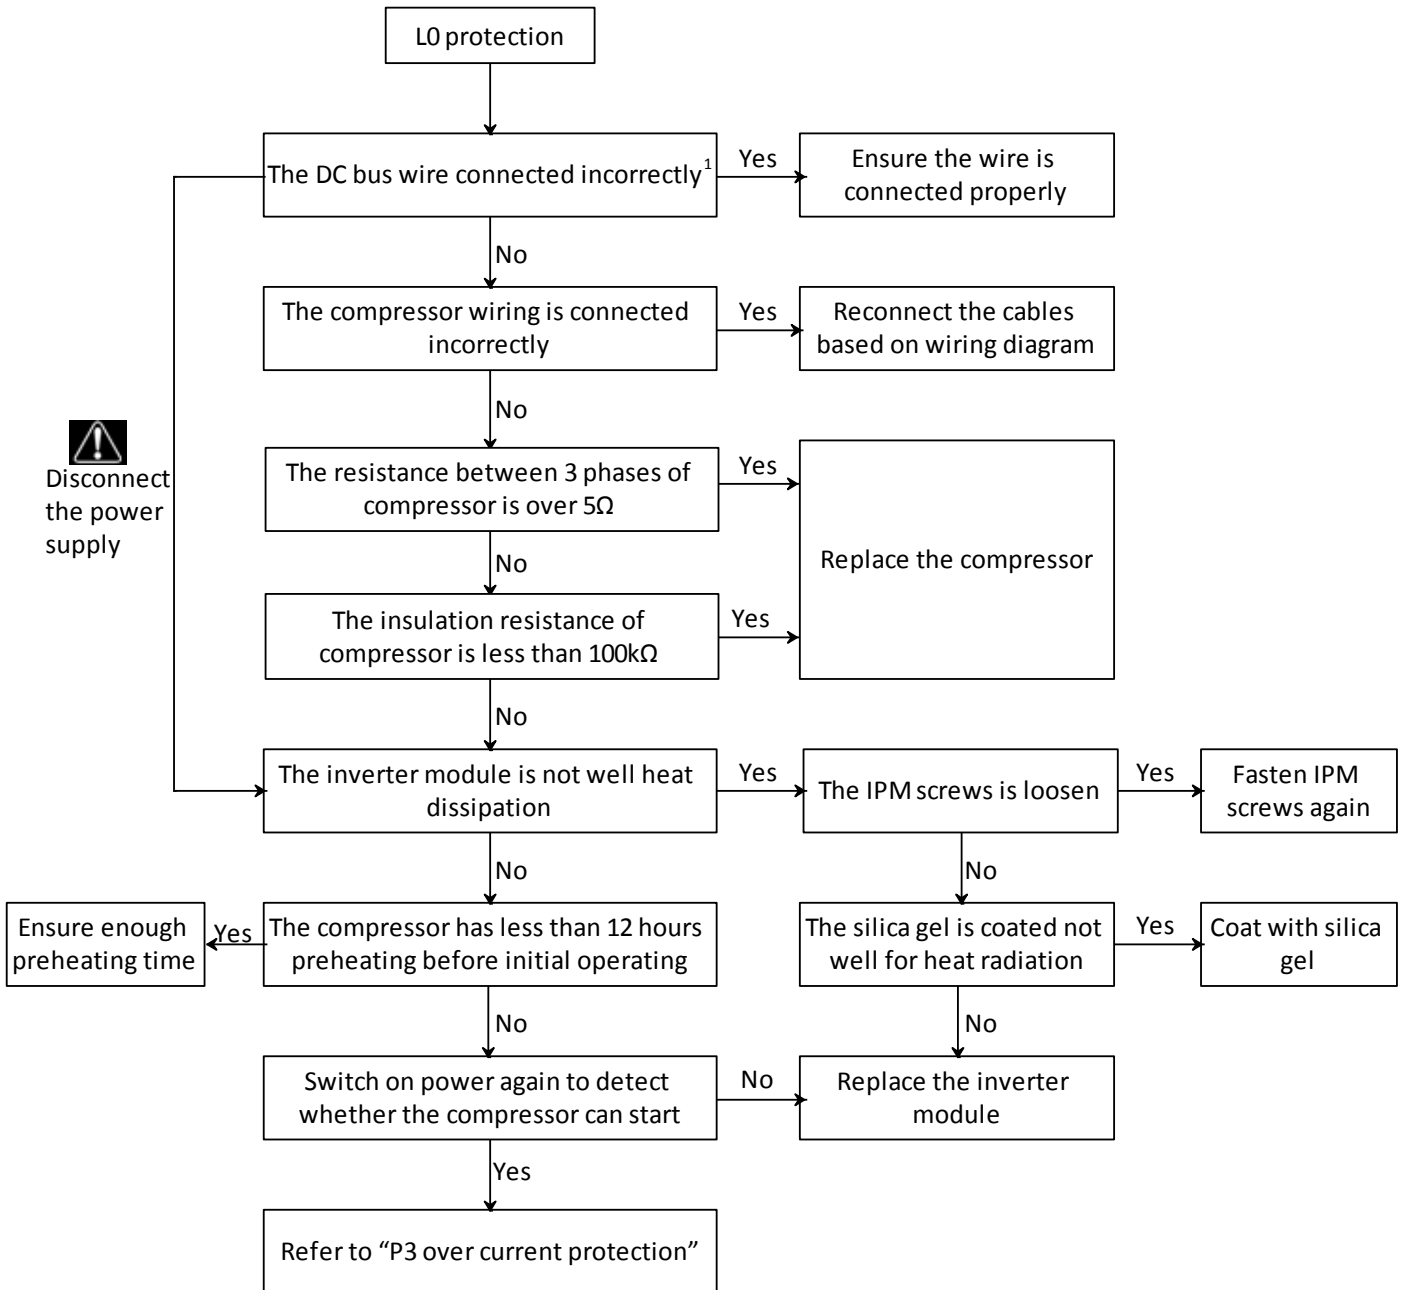 L0 protection
The DC bus wire connected incorrectly1
Yes
Ensure the wire is
connected properly
No
The compressor wiring is connected
incorrectly
Yes
Reconnect the cables
based on wiring diagram
No
Disconnect
the power
supply
The resistance between 3 phases of
compressor is over 5Ω
Yes
Replace the compressor
No
The insulation resistance of
compressor is less than 100kΩ
Yes
No
The inverter module is not well heat
dissipation
Yes
The IPM screws is loosen
Yes
Fasten IPM
screws again
No
No
Ensure enough
preheating time
Yes
The compressor has less than 12 hours
preheating before initial operating
The silica gel is coated not
well for heat radiation
Yes
Coat with silica
gel
No
No
Switch on power again to detect
whether the compressor can start
No
Replace the inverter
module
Yes
Refer to “P3 over current protection”